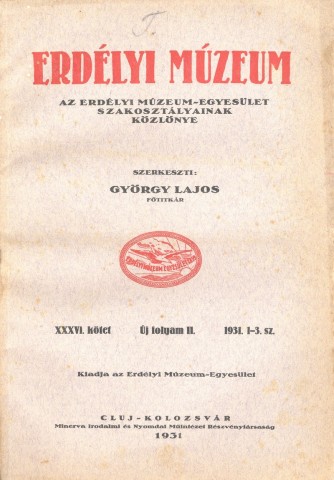 T.
ERDÉLYI MÚZEUM
AZ ERDÉLYI MÚZEUM-EGYESÜLET
SZAKOSZTÁLYAINAK
KÖZLÖNYE
SZERKESZTI:
GYÖRGY LAJOS
FŐTITKÁR
XXXVI. kötet Új folyam II. 1931. 1–3. sz.
Kiadja az Erdélyi Múzeum-Egyesület
CLUJ-KOLOZSVÁR
Minerva Irodalmi és Nyomdai Műintézet Részvénytársaság
1931